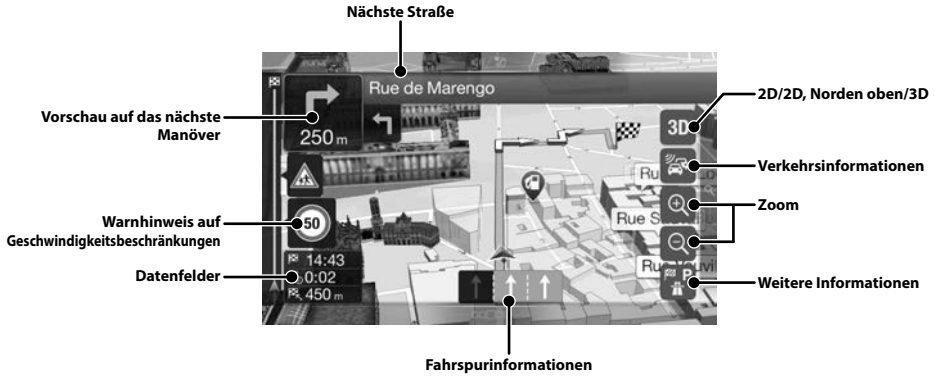 Nächste Straße
Rue de Marengo
250 m
3D
2D/2D, Norden oben/3D
Vorschau auf das nächste
Manöver
Verkehrsinformationen
Zoom
Warnhinweis auf
Geschwindigkeitsbeschränkungen
50
Rue S
Datenfelder
14:43
0:02
450 m
P
Weitere Informationen
Fahrspurinformationen